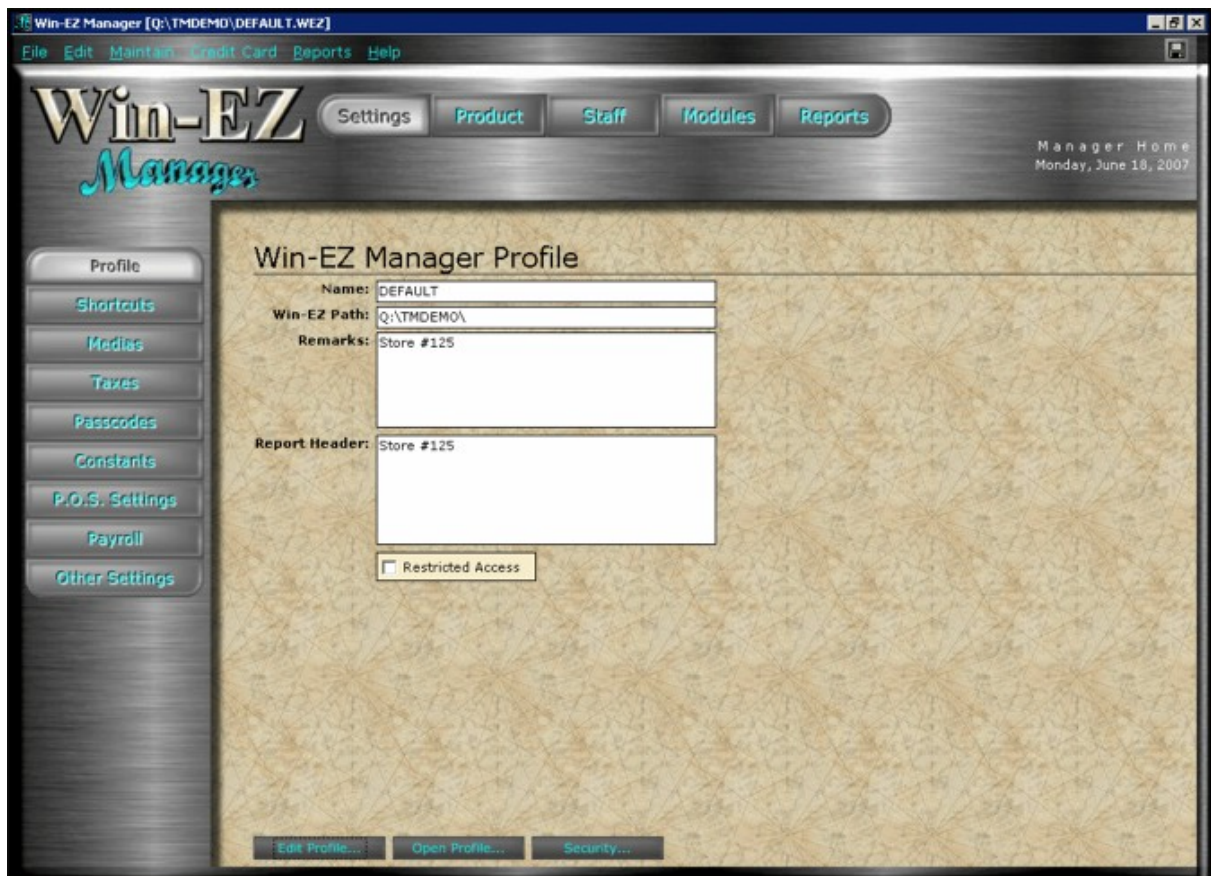 Win-EZ Manager [Q:\TMDEMO\DEFAULT.WEZ]
File Edit Maintain Credit Card Reports Help
Win-EZ
Manager
Settings Product Staff Modules Reports
Manager Home
Monday, June 18, 2007
Profile
Shortcuts
Medias
Taxes
Passcodes
Constants
P.O.S. Settings
Payroll
Other Settings
Win-EZ Manager Profile
Name: DEFAULT
Win-EZ Path: Q:\TMDEMO\
Remarks: Store #125
Report Header: Store #125
Restricted Access
Edit Profile... Open Profile... Security...